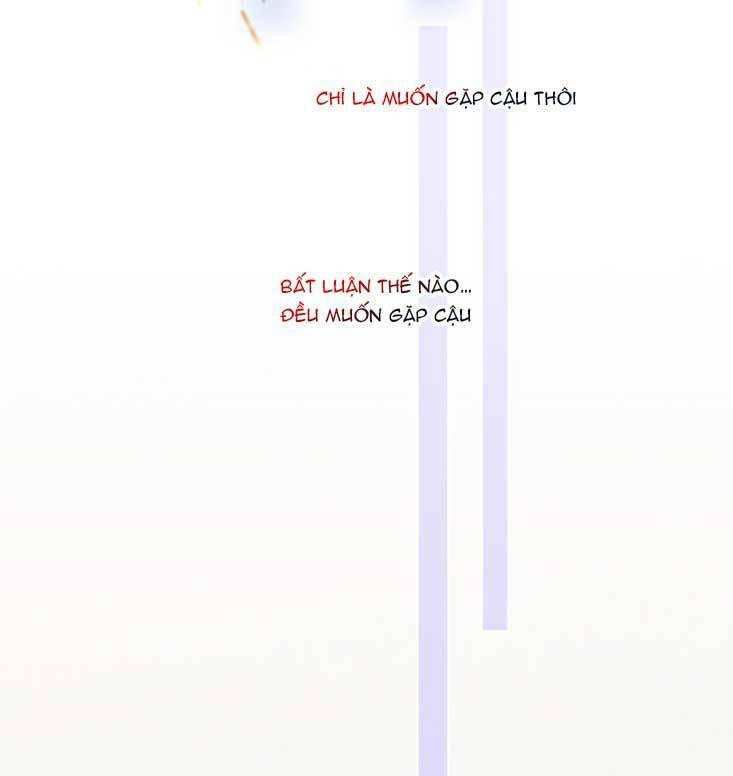 CHỈ LÀ MUỐN GẶP CẬU THÔI
BẤT LUẬN THẾ NÀO...
ĐỀU MUỐN GẶP CẬU